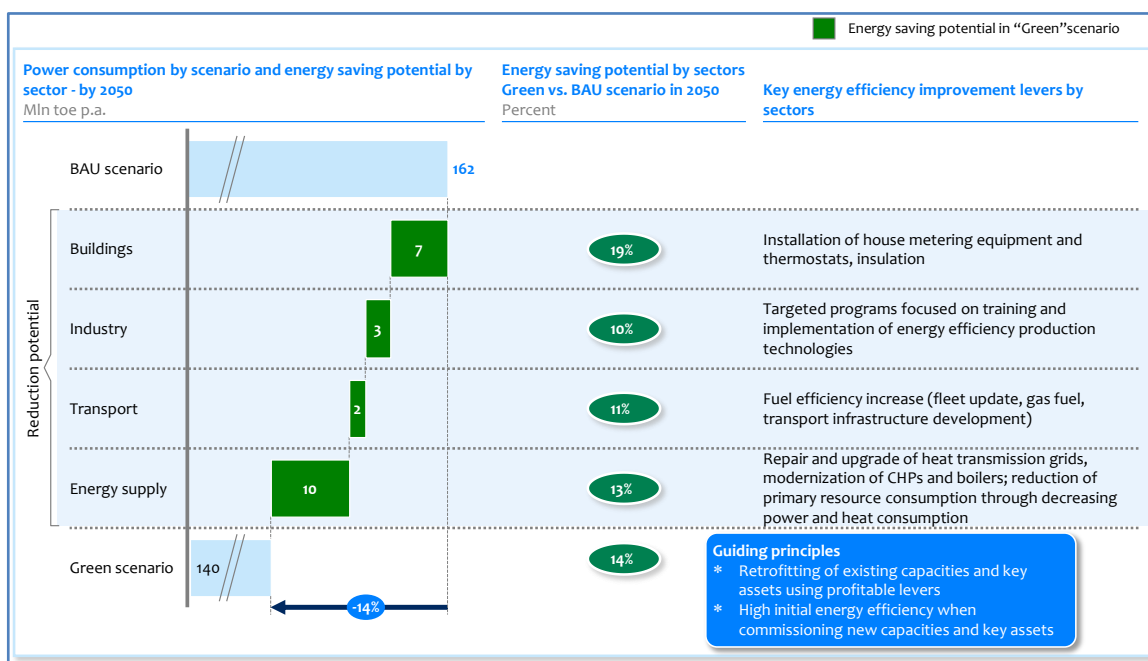 Energy saving potential in “Green”scenario
Power consumption by scenario and energy saving potential by
sector - by 2050
Mln toe p.a.
Energy saving potential by sectors
Green vs. BAU scenario in 2050
Percent
Key energy efficiency improvement levers by
sectors
BAU scenario
162
Reduction potential
Buildings
7
19%
Installation of house metering equipment and
thermostats, insulation
Industry
3
10%
Targeted programs focused on training and
implementation of energy efficiency production
technologies
Transport
2
11%
Fuel efficiency increase (fleet update, gas fuel,
transport infrastructure development)
Energy supply
10
13%
Repair and upgrade of heat transmission grids,
modernization of CHPs and boilers; reduction of
primary resource consumption through decreasing
power and heat consumption
Green scenario
140
14%
-14%
Guiding principles
* Retrofitting of existing capacities and key
assets using profitable levers
* High initial energy efficiency when
commissioning new capacities and key assets